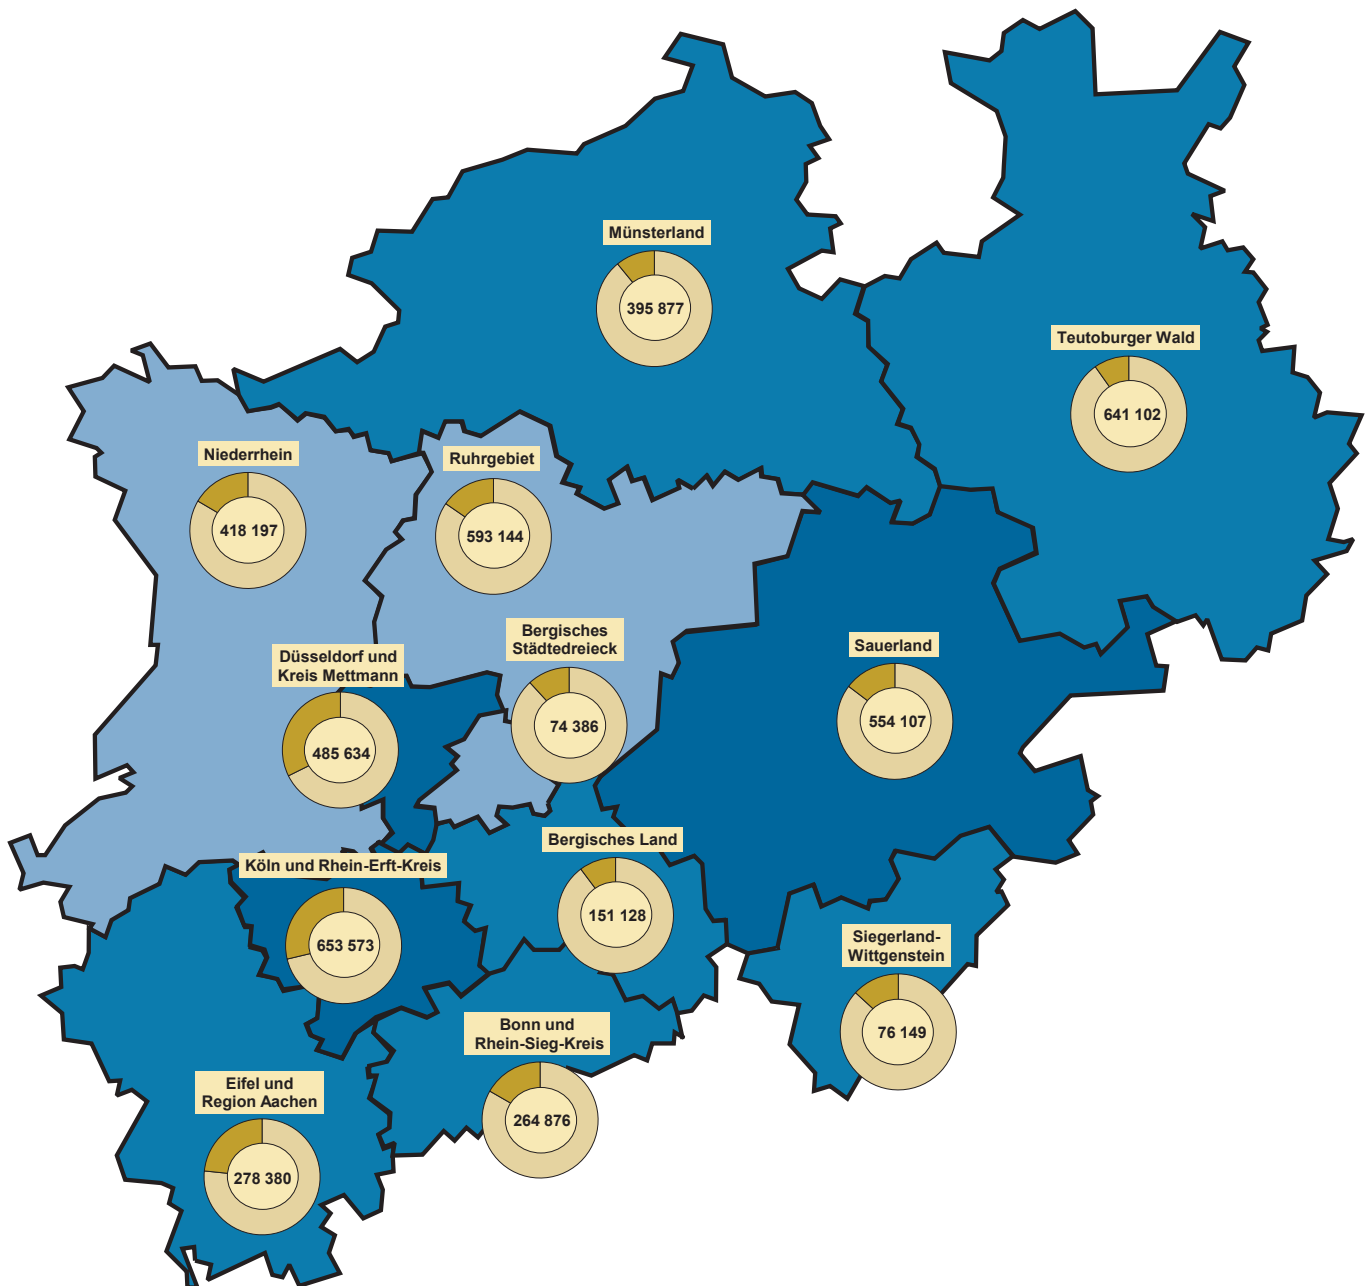 Münsterland
395 877
Teutoburger Wald
641 102
Niederrhein
418 197
Ruhrgebiet
593 144
Bergisches
Städtedreieck
74 386
Düsseldorf und
Kreis Mettmann
485 634
Sauerland
554 107
Bergisches Land
151 128
Köln und Rhein-Erft-Kreis
653 573
Siegerland-
Wittgenstein
76 149
Bonn und
Rhein-Sieg-Kreis
264 876
Eifel und
Region Aachen
278 380